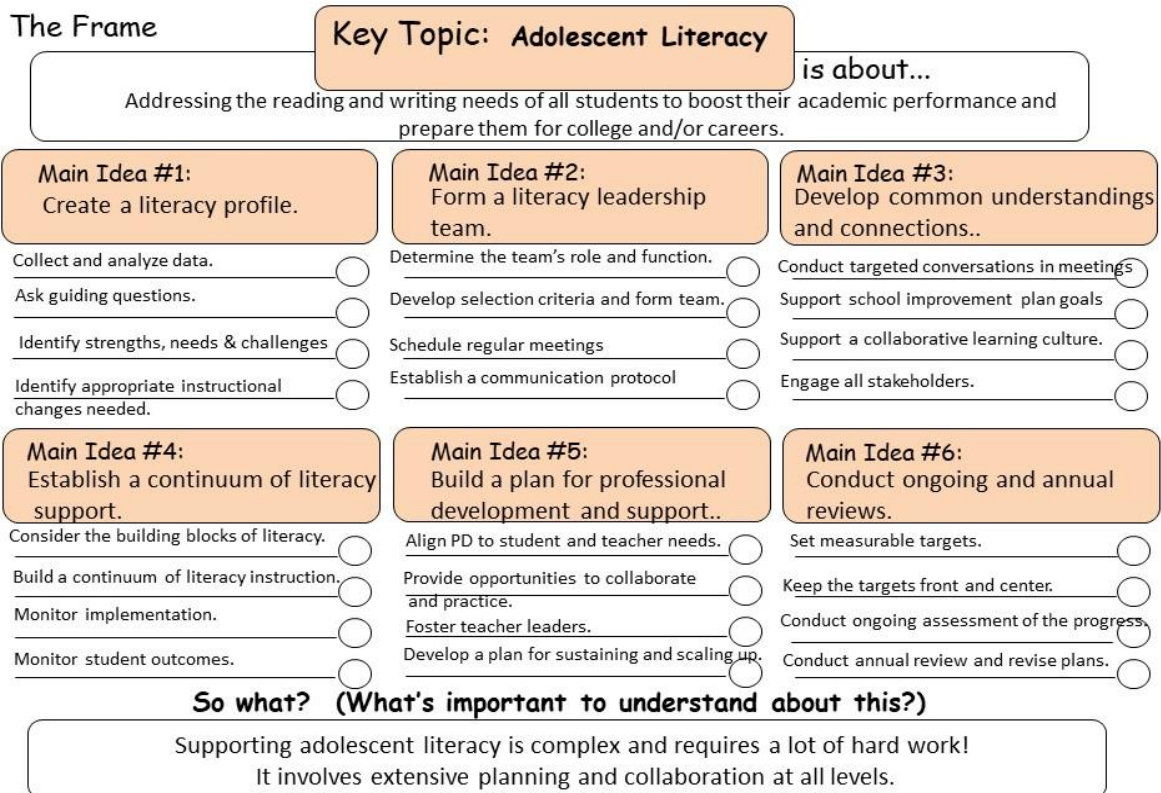 The Frame
Key Topic: Adolescent Literacy
is about...
Addressing the reading and writing needs of all students to boost their academic performance and
prepare them for college and/or careers.
Main Idea #1:
Create a literacy profile.
Collect and analyze data.
Ask guiding questions.
Identify strengths, needs & challenges
Identify appropriate instructional
changes needed.
Main Idea #2:
Form a literacy leadership
team.
Determine the team's role and function.
Develop selection criteria and form team.
Schedule regular meetings
Establish a communication protocol
Main Idea #3:
Develop common understandings
and connections..
Conduct targeted conversations in meetings
Support school improvement plan goals
Support a collaborative learning culture.
Engage all stakeholders.
Main Idea #4:
Establish a continuum of literacy
support.
Consider the building blocks of literacy.
Build a continuum of literacy instruction.
Monitor implementation.
Monitor student outcomes.
Main Idea #5:
Build a plan for professional
development and support..
Align PD to student and teacher needs.
Provide opportunities to collaborate
and practice.
Foster teacher leaders.
Develop a plan for sustaining and scaling up.
Main Idea #6:
Conduct ongoing and annual
reviews.
Set measurable targets.
Keep the targets front and center.
Conduct ongoing assessment of the progress.
Conduct annual review and revise plans.
So what? (What's important to understand about this?)
Supporting adolescent literacy is complex and requires a lot of hard work!
It involves extensive planning and collaboration at all levels.